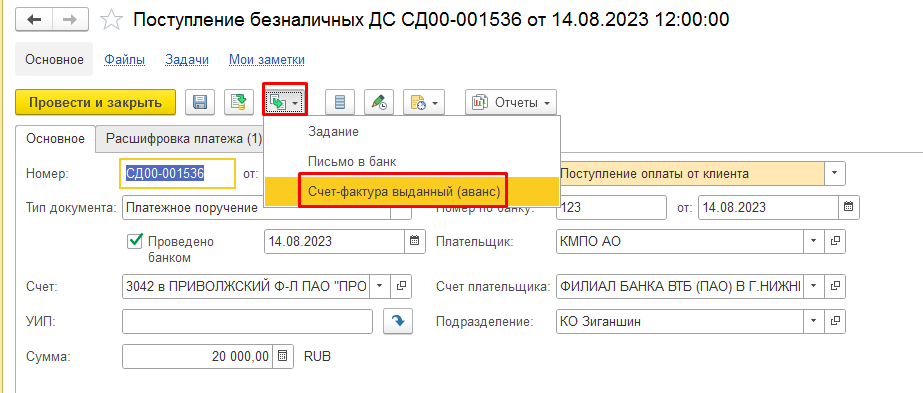 Поступление безналичных ДС СД00-001536 от 14.08.2023 12:00:00
Основное Файлы Задачи Мои заметки
Провести и закрыть Отчеты
Задание
Письмо в банк
Счет-фактура выданный (аванс)
Основное Расшифровка платежа (1)
Номер: СД00-001536 от: Поступление оплаты от клиента
Тип документа: Платежное поручение Номер по банку: 123 от: 14.08.2023
Проведено банком 14.08.2023 Плательщик: КМПО АО
Счет: 3042 в ПРИВОЛЖСКИЙ Ф-Л ПАО "ПРО Счет плательщика: ФИЛИАЛ БАНКА ВТБ (ПАО) В Г.НИЖН
УИП: Подразделение: КО Зиганшин
Сумма: 20 000,00 RUB